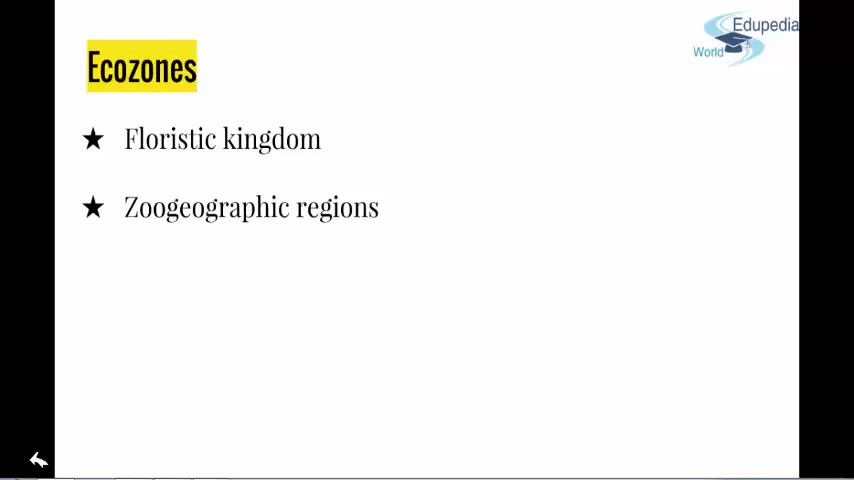 Edupedia
World
Ecozones
★ Floristic kingdom
★ Zoogeographic regions